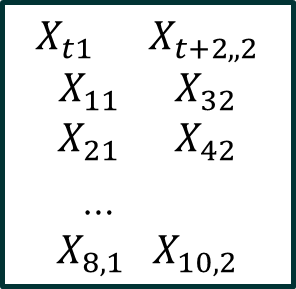 X_{t1} X_{t+2,,2}
X_{11} X_{32}
X_{21} X_{42}
...
X_{8,1} X_{10,2}